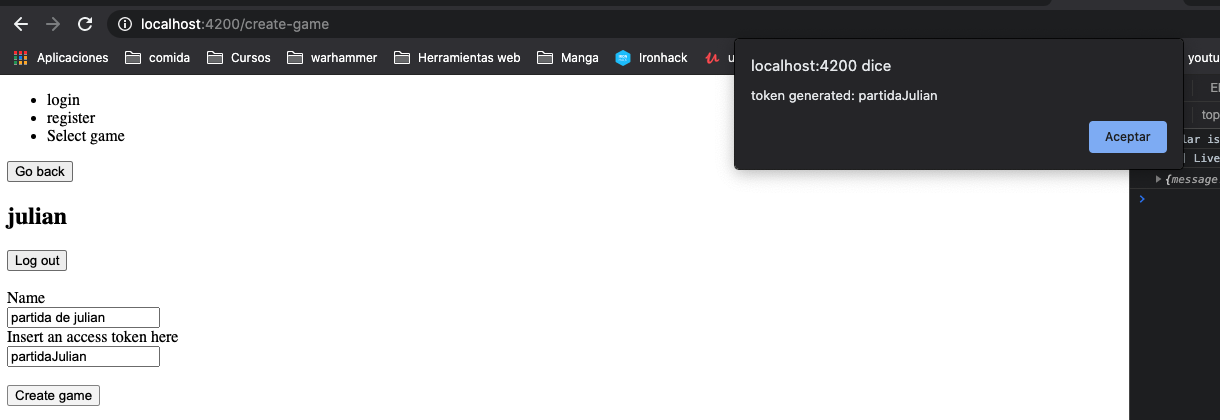 localhost:4200/create-game
Aplicaciones comida Cursos warhammer Herramientas web Manga Ironhack youtu
localhost:4200 dice
token generated: partidaJulian
Aceptar
top
lar is
Live
{message
login
register
Select game
Go back
julian
Log out
Name
partida de julian
Insert an access token here
partidaJulian
Create game